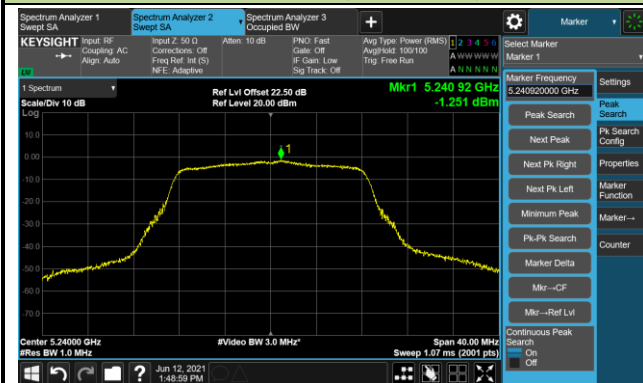 Spectrum Analyzer 1
Swept SA
Spectrum Analyzer 2
Swept SA
Spectrum Analyzer 3
Occupied BW
+
Marker
KEYSIGHT
Input: RF
Coupling: AC
Align: Auto
Input Z: 50 Ω
Corrections: Off
Freq Ref: Int (S)
NFE: Adaptive
Atten: 10 dB
PNO: Fast
Gate: Off
IF Gain: Low
Sig Track: Off
Avg Type: Power (RMS)
Avg|Hold: 100/100
Trig: Free Run
1 2 3 4 5 6
A W W W W W
A N N N N N
LU
Select Marker
Marker 1
1 Spectrum
Scale/Div 10 dB
Log
Ref Lvl Offset 22.50 dB
Ref Level 20.00 dBm
Mkr1 5.240 92 GHz
-1.251 dBm
10.0
0.00
-10.0
-20.0
-30.0
-40.0
-50.0
-60.0
-70.0
1
Center 5.24000 GHz
#Res BW 1.0 MHz
#Video BW 3.0 MHz*
Span 40.00 MHz
Sweep 1.07 ms (2001 pts)
Marker Frequency
5.240920000 GHz
Peak Search
Next Peak
Next Pk Right
Next Pk Left
Minimum Peak
Pk-Pk Search
Marker Delta
Mkr→CF
Mkr→Ref Lvl
Continuous Peak
Search
On
Off
Settings
Peak
Search
Pk Search
Config
Properties
Marker
Function
Marker→
Counter
?
Jun 12, 2021
1:48:59 PM